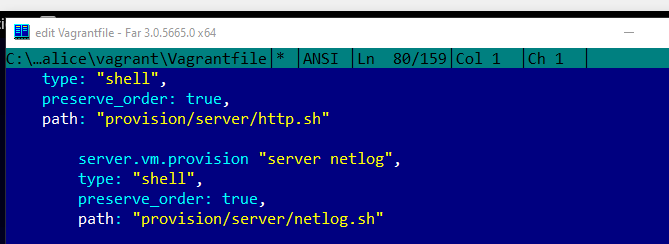 edit Vagrantfile - Far 3.0.5665.0 x64
C:\…alice\vagrant\Vagrantfile|*|ANSI|Ln 80/159|Col 1|Ch 1|
type: "shell",
preserve_order: true,
path: "provision/server/http.sh"
server.vm.provision "server netlog",
type: "shell",
preserve_order: true,
path: "provision/server/netlog.sh"